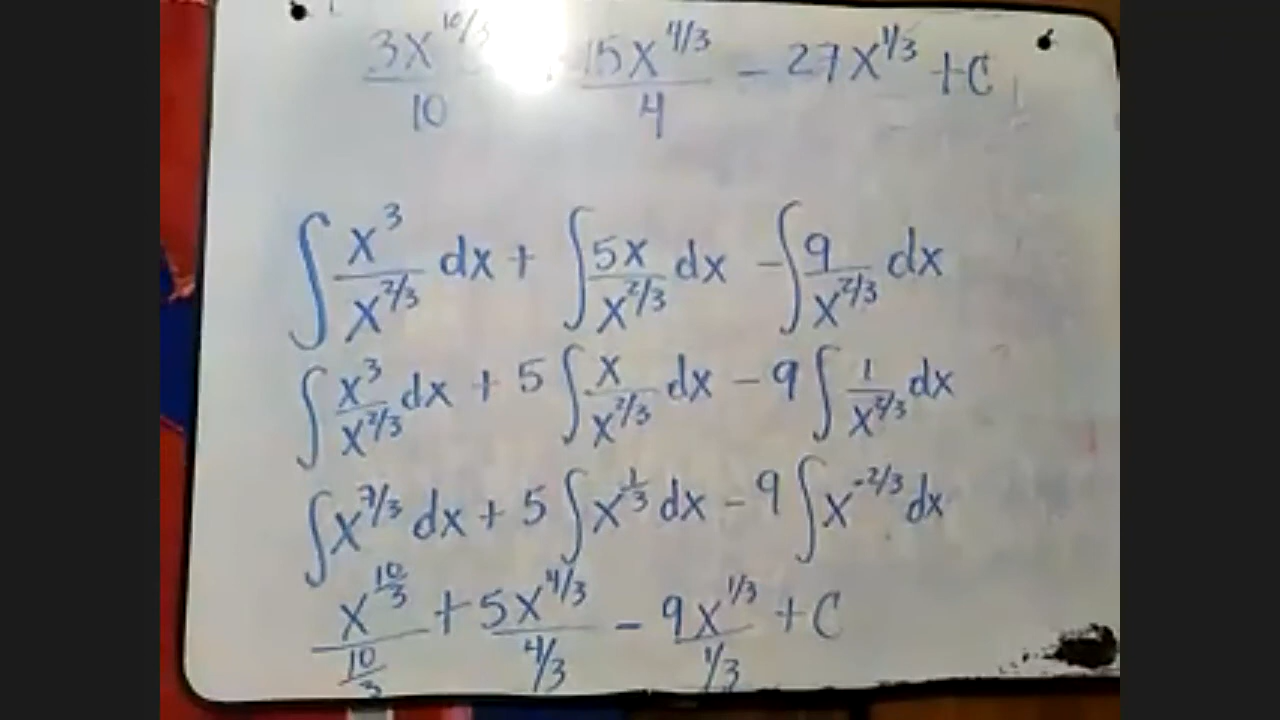 3x^10/3 / 10 15x^4/3 / 4 - 27x^1/3 + C
∫ x^3 / x^2/3 dx + ∫ 5x / x^2/3 dx - ∫ 9 / x^2/3 dx
∫ x^3 / x^2/3 dx + 5 ∫ x / x^2/3 dx - 9 ∫ 1 / x^2/3 dx
∫ x^7/3 dx + 5 ∫ x^1/3 dx - 9 ∫ x^-2/3 dx
x^10/3 / 10/3 + 5x^4/3 / 4/3 - 9x^1/3 / 1/3 + C